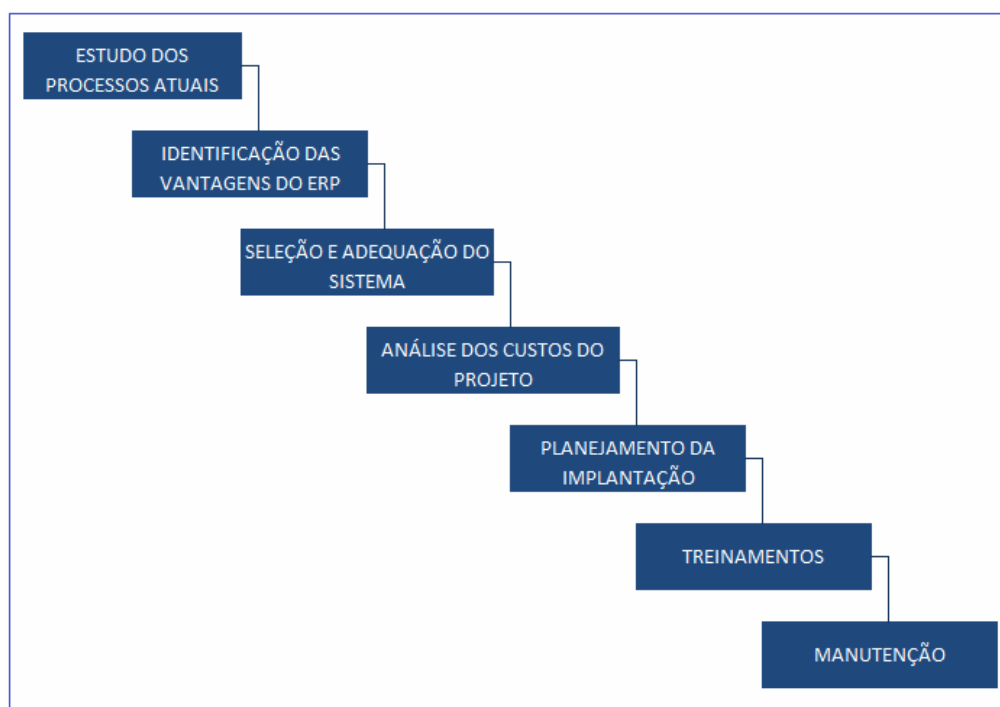 ESTUDO DOS
PROCESSOS ATUAIS
IDENTIFICAÇÃO DAS
VANTAGENS DO ERP
SELEÇÃO E ADEQUAÇÃO DO
SISTEMA
ANÁLISE DOS CUSTOS DO
PROJETO
PLANEJAMENTO DA
IMPLANTAÇÃO
TREINAMENTOS
MANUTENÇÃO